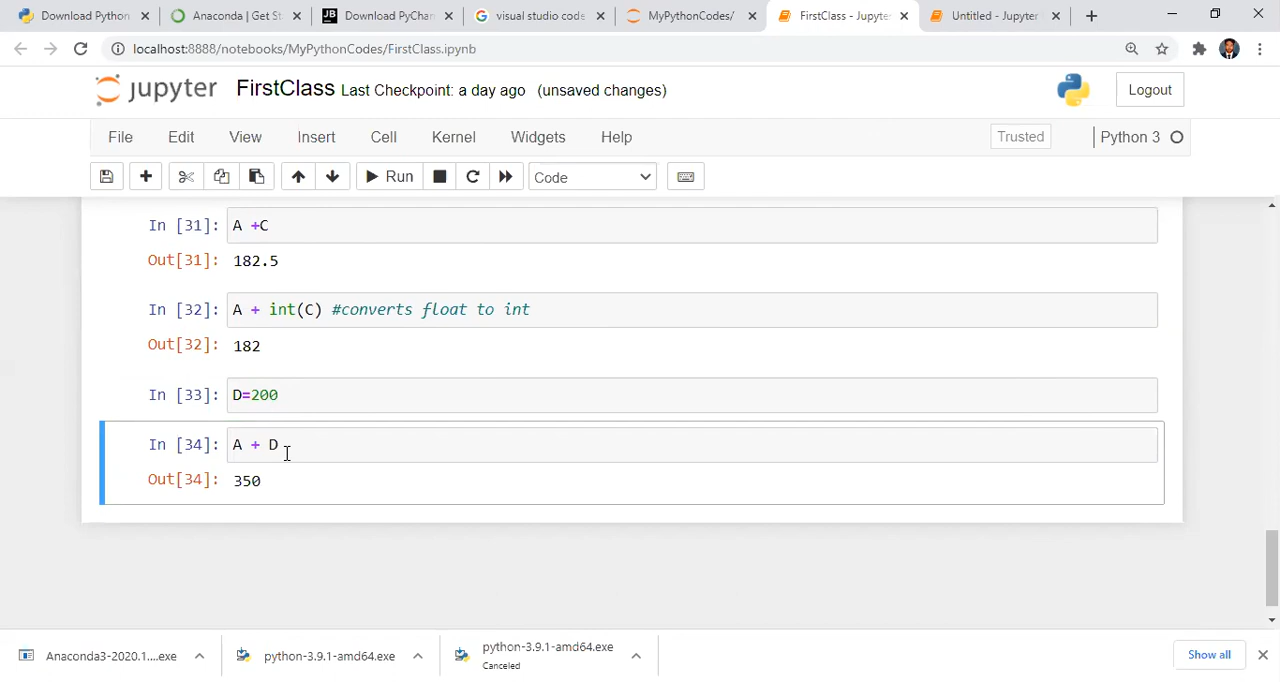 Download Python
Anaconda | Get St
Download PyChar
visual studio code
MyPythonCodes/
FirstClass - Jupyte
Untitled - Jupyter
localhost:8888/notebooks/MyPythonCodes/FirstClass.ipynb
jupyter FirstClass Last Checkpoint: a day ago (unsaved changes)
Logout
File Edit View Insert Cell Kernel Widgets Help
Trusted
Python 3
Run
Code
In [31]: A +C
Out[31]: 182.5
In [32]: A + int(C) #converts float to int
Out[32]: 182
In [33]: D=200
In [34]: A + D
Out[34]: 350
Anaconda3-2020.1....exe
python-3.9.1-amd64.exe
python-3.9.1-amd64.exe
Canceled
Show all